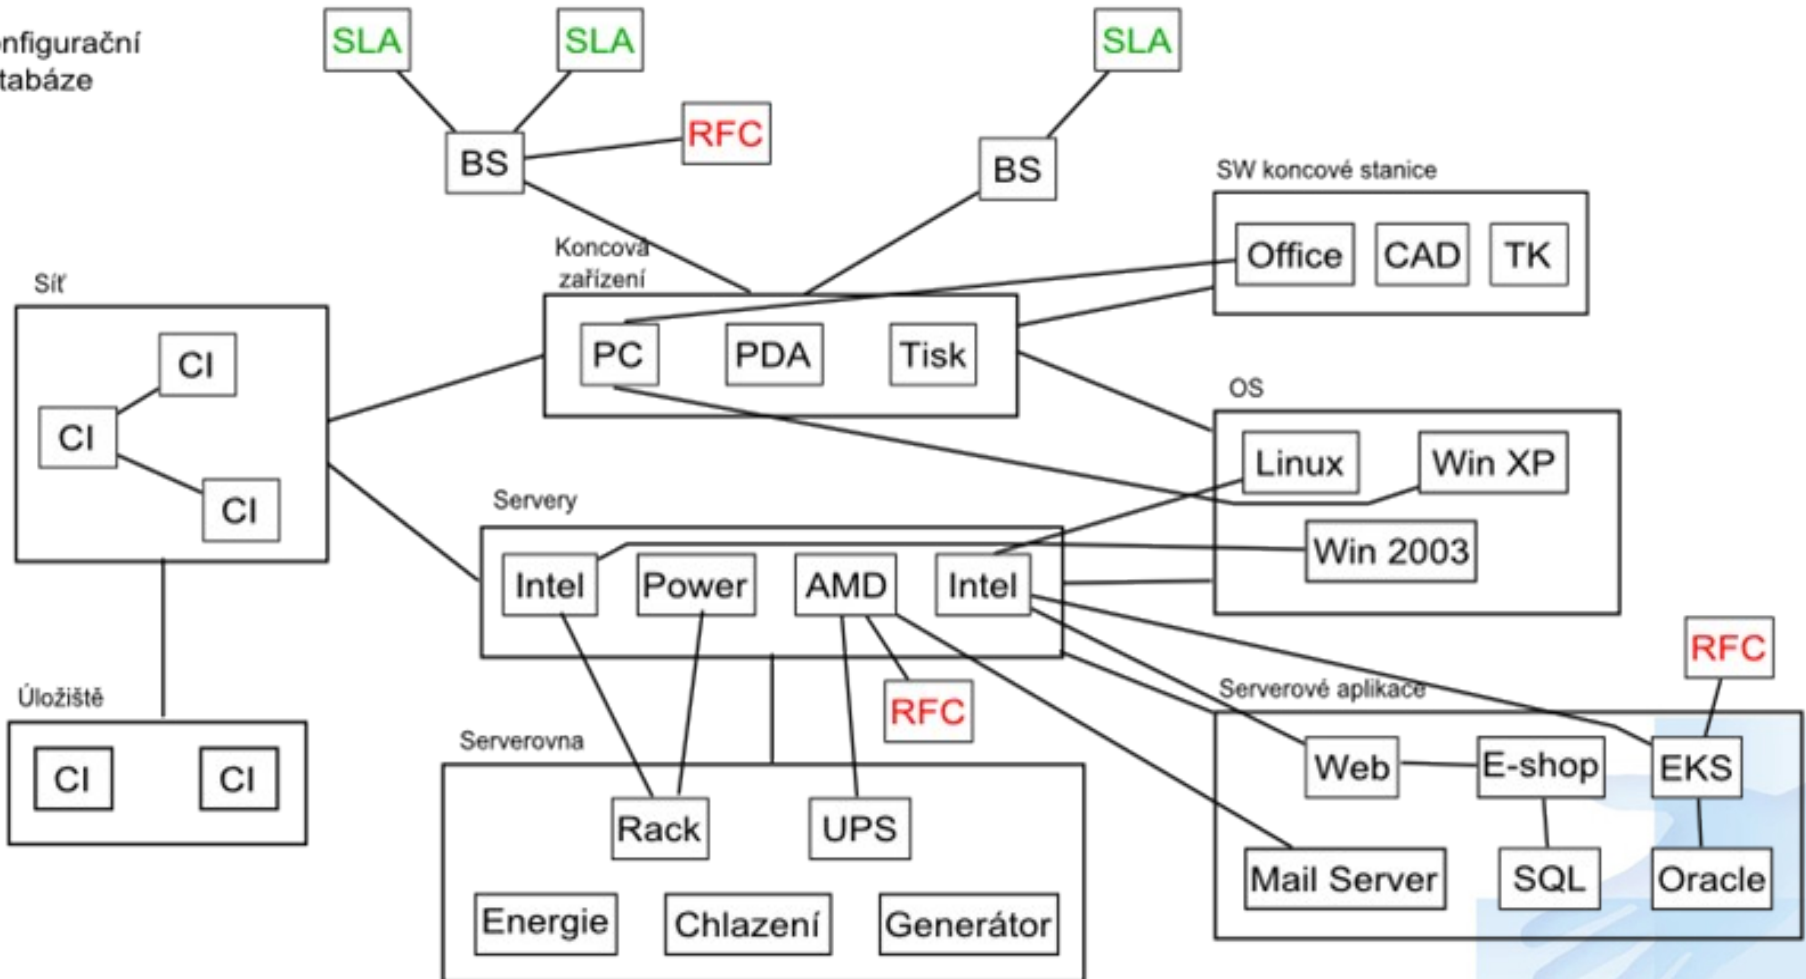 nfigurační
tabáze
SLA
SLA
SLA
RFC
BS
BS
SW koncové stanice
Office
CAD
TK
Koncová
zařízení
PC
PDA
Tisk
Síť
CI
CI
CI
OS
Linux
Win XP
Win 2003
Servery
Intel
Power
AMD
Intel
RFC
RFC
Úložiště
CI
CI
Serverovna
Rack
UPS
Energie
Chlazení
Generátor
Serverové aplikace
Web
E-shop
EKS
Mail Server
SQL
Oracle